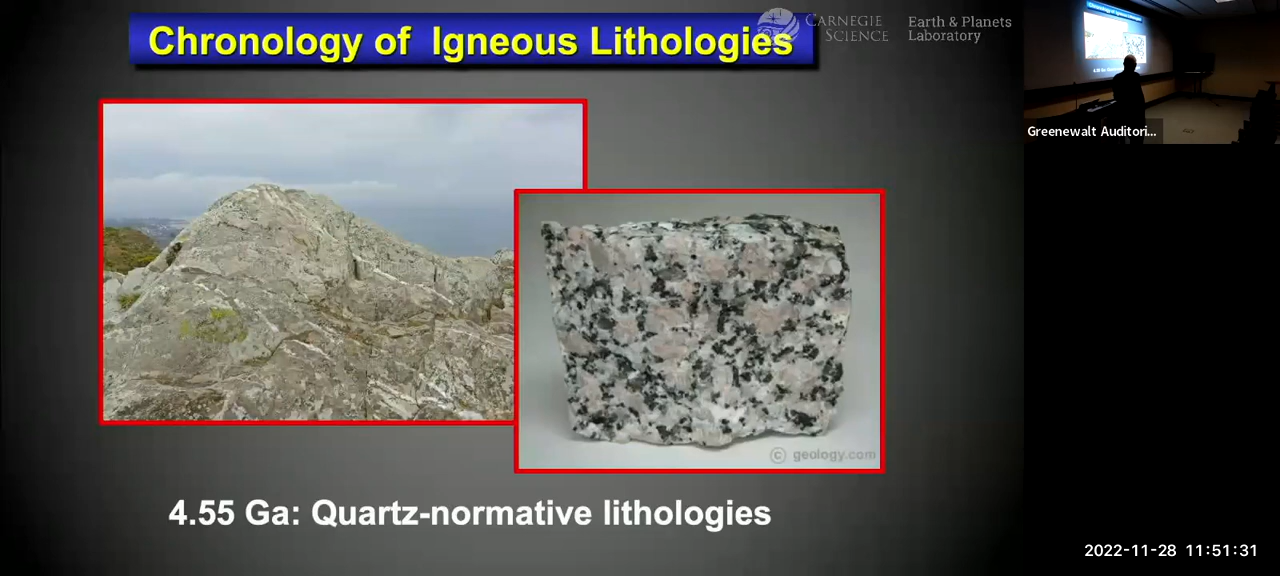 Chronology of Igneous Lithologies
CARNEGIE
SCIENCE
Earth & Planets
Laboratory
Greenewalt Auditori...
© geology.com
4.55 Ga: Quartz-normative lithologies
2022-11-28 11:51:31